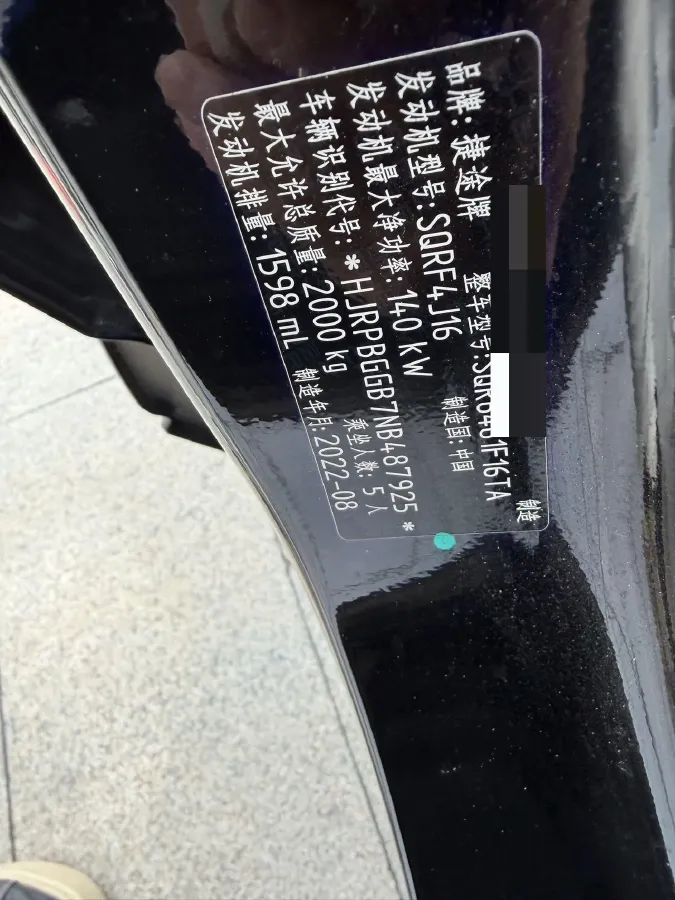 制造
品牌: 捷途牌 整车型号:
发动机型号: SQRF4J16 制造国: 中国
发动机最大净功率: 140 kW
车辆识别代号: *HJRPBGGB7NB487925*
最大允许总质量: 2000 kg 乘坐人数: 5 人
发动机排量: 1598 mL 制造年月: 2022-08